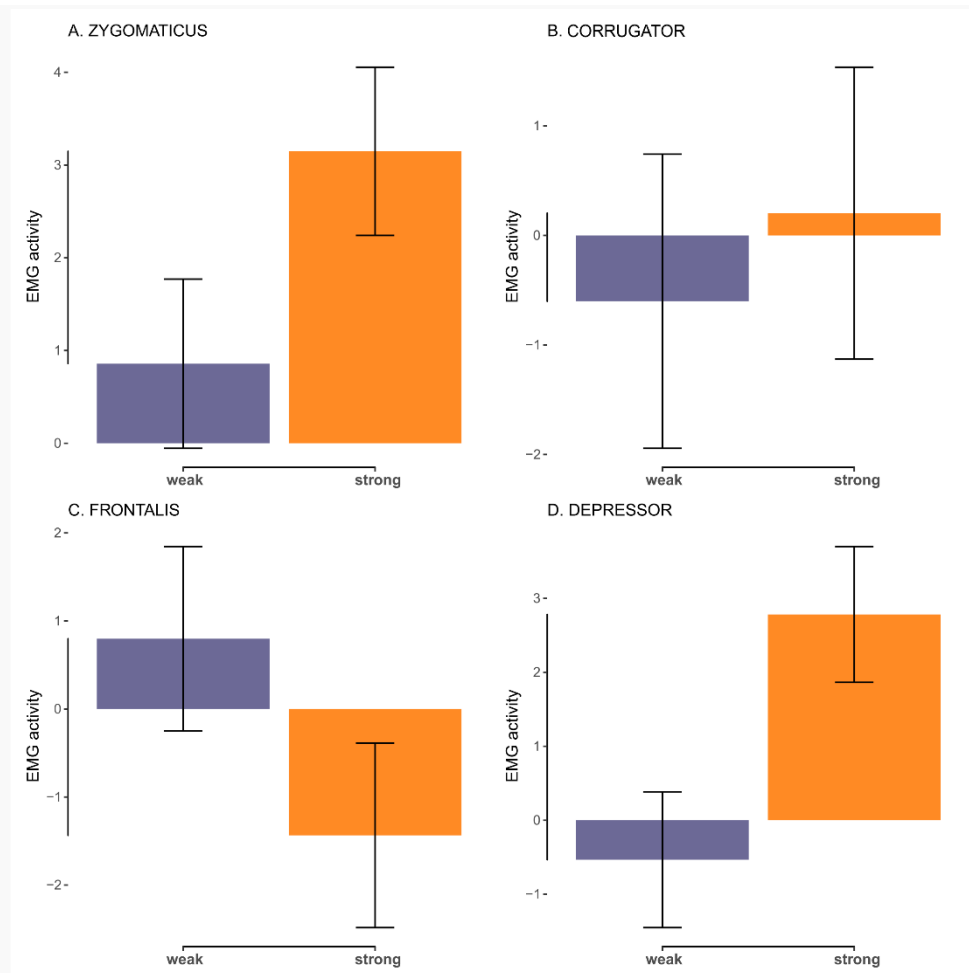 A. ZYGOMATICUS
EMG activity
4
3
2
1
0
weak strong
B. CORRUGATOR
EMG activity
1
0
−1
−2
weak strong
C. FRONTALIS
EMG activity
2
1
0
−1
−2
weak strong
D. DEPRESSOR
EMG activity
3
2
1
0
−1
weak strong